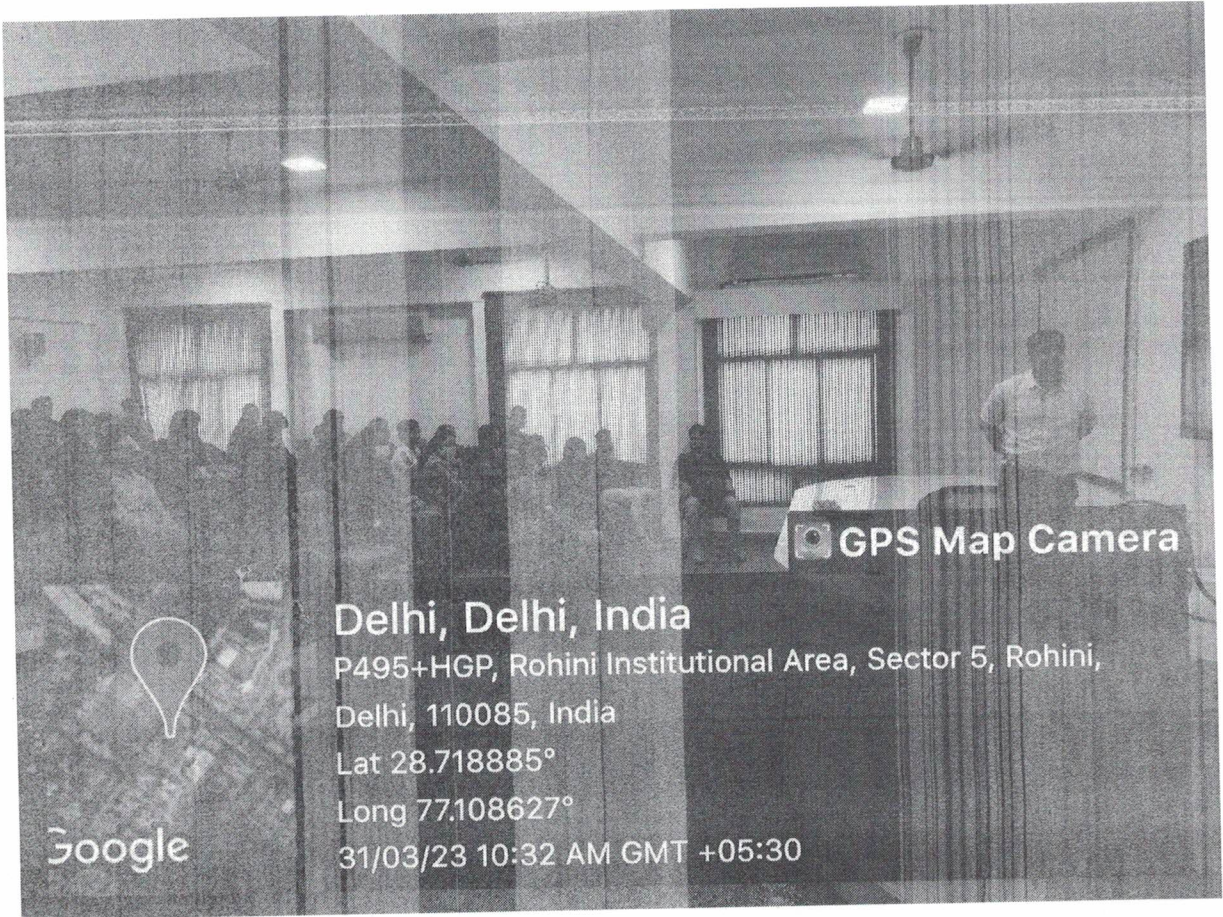 GPS Map Camera
Delhi, Delhi, India
P495+HGP, Rohini Institutional Area, Sector 5, Rohini,
Delhi, 110085, India
Lat 28.718885°
Long 77.108627°
31/03/23 10:32 AM GMT +05:30
Google